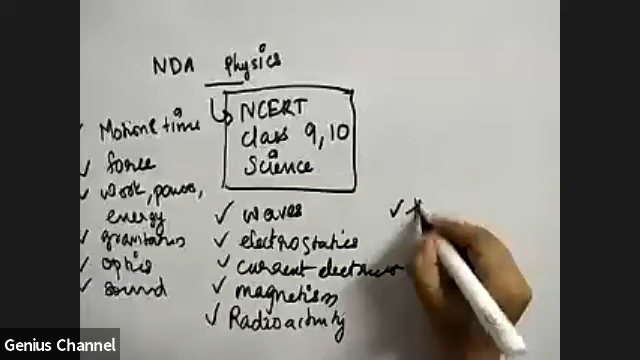 NDA Physics
NCERT
class 9, 10
Science
✓ Motion & time
✓ force
✓ Work, power,
energy
✓ gravitation
✓ optics
✓ sound
✓ waves
✓ electrostatics
✓ current electricity
✓ magnetism
✓ Radioactivity
✓
Genius Channel